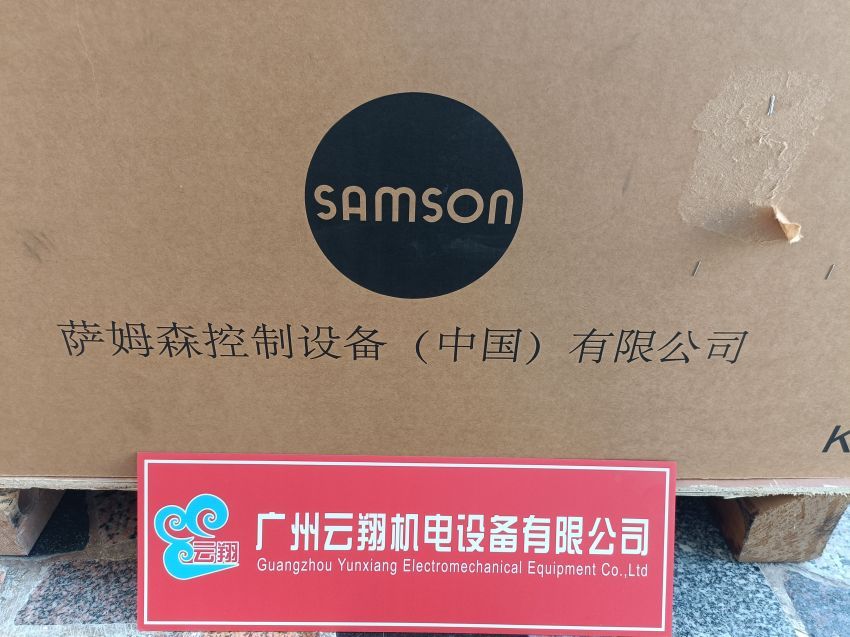 SAMSON
萨姆森控制设备（中国）有限公司
K
云翔
广州云翔机电设备有限公司
Guangzhou Yunxiang Electromechanical Equipment Co.,Ltd